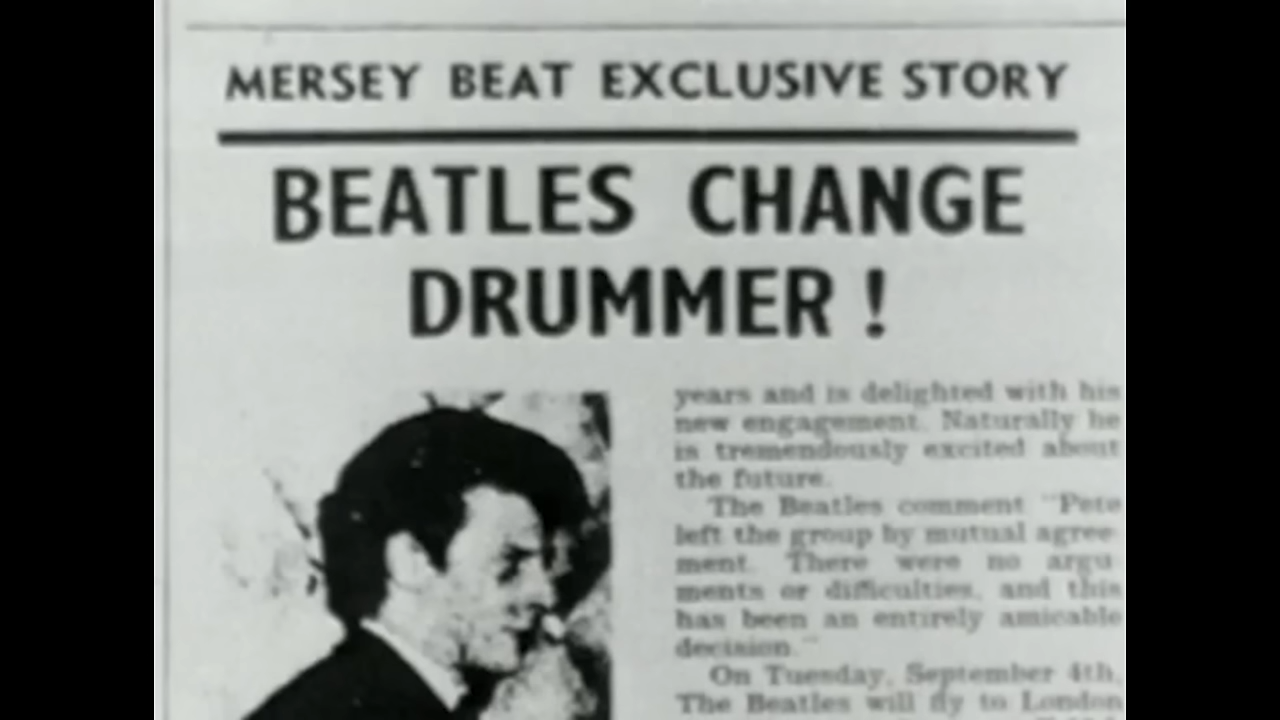 MERSEY BEAT EXCLUSIVE STORY
BEATLES CHANGE
DRUMMER !
years and is delighted with his
new engagement. Naturally he
is tremendously excited about
the future.
The Beatles comment "Pete
left the group by mutual agree-
ment. There were no argu-
ments or difficulties, and this
has been an entirely amicable
decision."
On Tuesday, September 4th,
The Beatles will fly to London